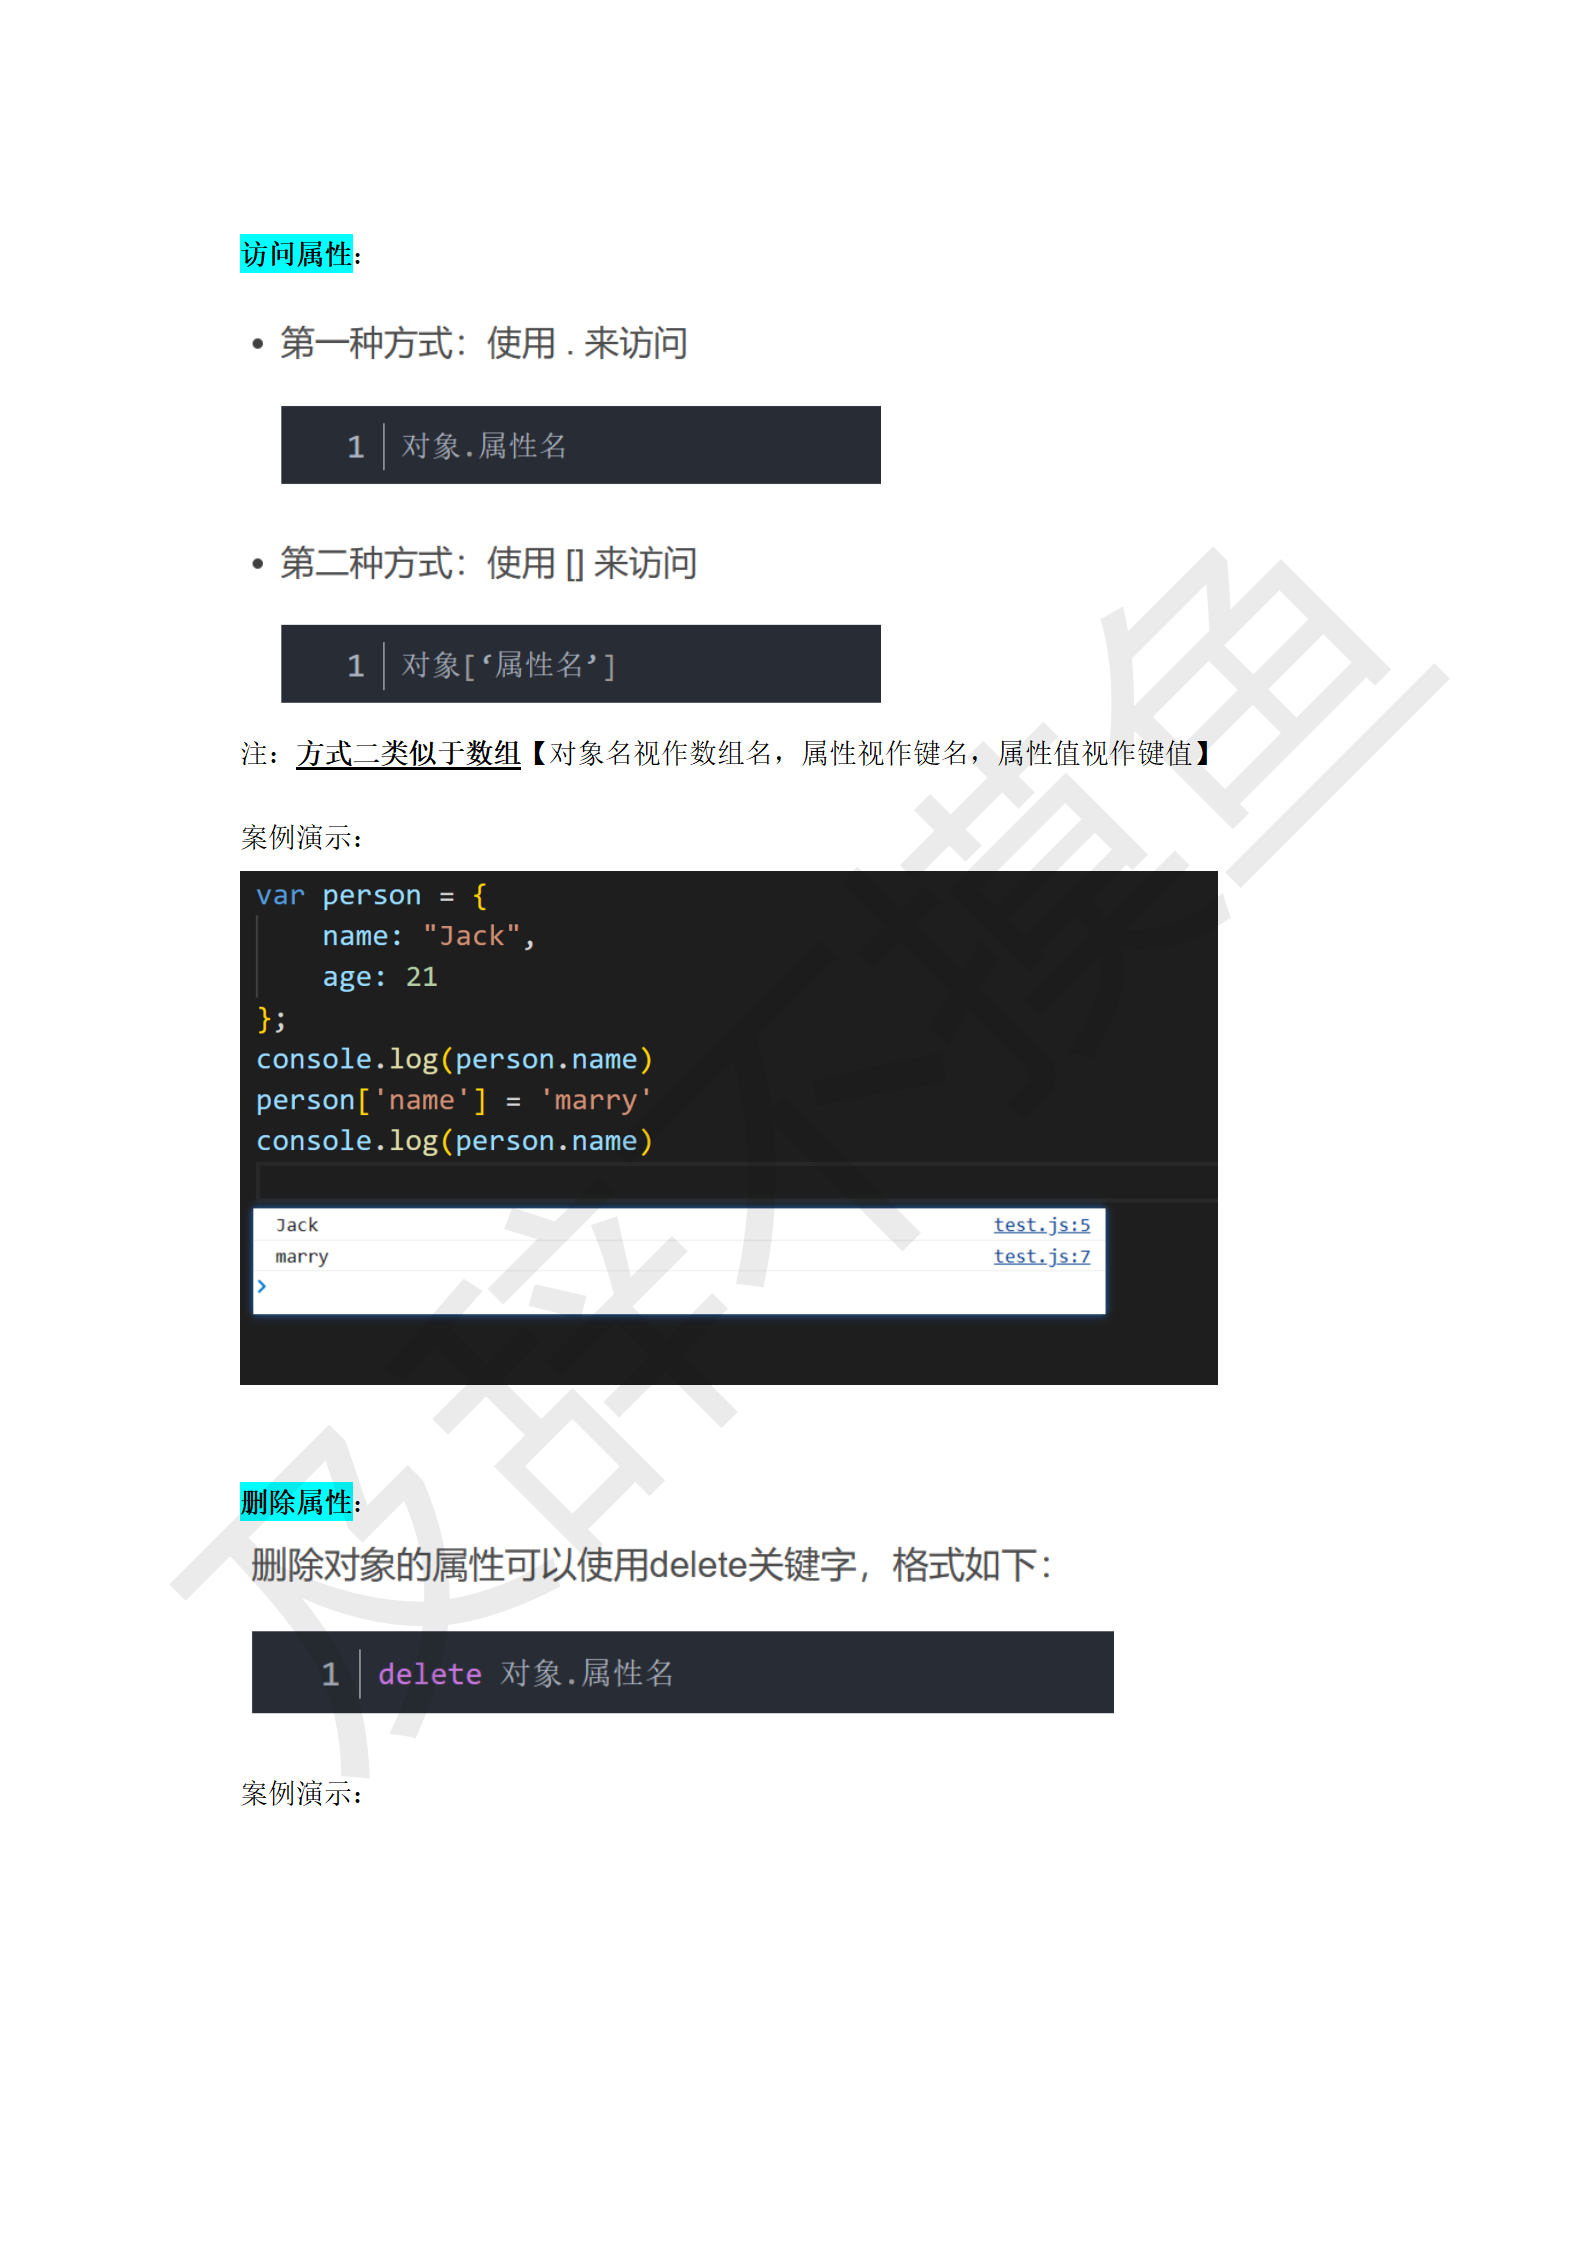 访问属性：
• 第一种方式：使用 . 来访问
1 对象.属性名
• 第二种方式：使用 [] 来访问
1 对象[‘属性名’]
注：方式二类似于数组【对象名视作数组名，属性视作键名，属性值视作键值】
案例演示：
var person = {
    name: "Jack",
    age: 21
};
console.log(person.name)
person['name'] = 'marry'
console.log(person.name)
Jack test.js:5
marry test.js:7
›
删除属性：
删除对象的属性可以使用delete关键字，格式如下：
1 delete 对象.属性名
案例演示：
及辞不摸鱼